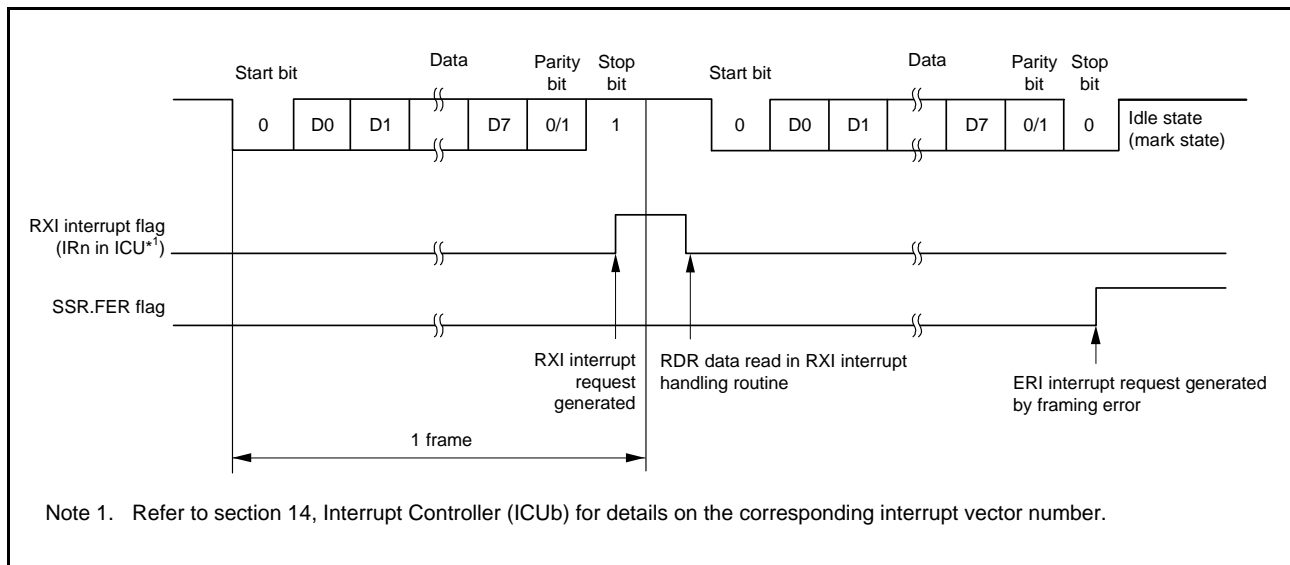 Start bit
Data
Parity bit
Stop bit
Start bit
Data
Parity bit
Stop bit
0 D0 D1 D7 0/1 1 0 D0 D1 D7 0/1 0
Idle state
(mark state)
RXI interrupt flag
(IRn in ICU*1)
SSR.FER flag
RXI interrupt
request
generated
RDR data read in RXI interrupt
handling routine
ERI interrupt request generated
by framing error
1 frame
Note 1. Refer to section 14, Interrupt Controller (ICUb) for details on the corresponding interrupt vector number.